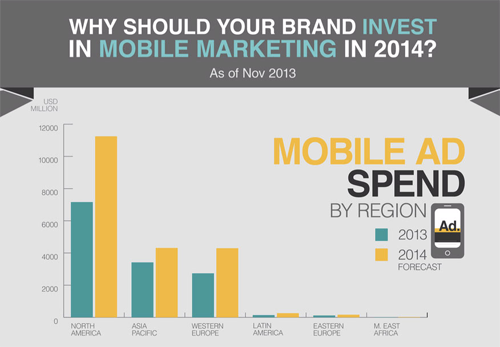 WHY SHOULD YOUR BRAND INVEST
IN MOBILE MARKETING IN 2014?
As of Nov 2013
USD
MILLION
12000
10000
8000
6000
4000
2000
0
NORTH
AMERICA
ASIA
PACIFIC
WESTERN
EUROPE
LATIN
AMERICA
EASTERN
EUROPE
M. EAST
AFRICA
MOBILE AD
SPEND
BY REGION
Ad.
2013
2014
FORECAST